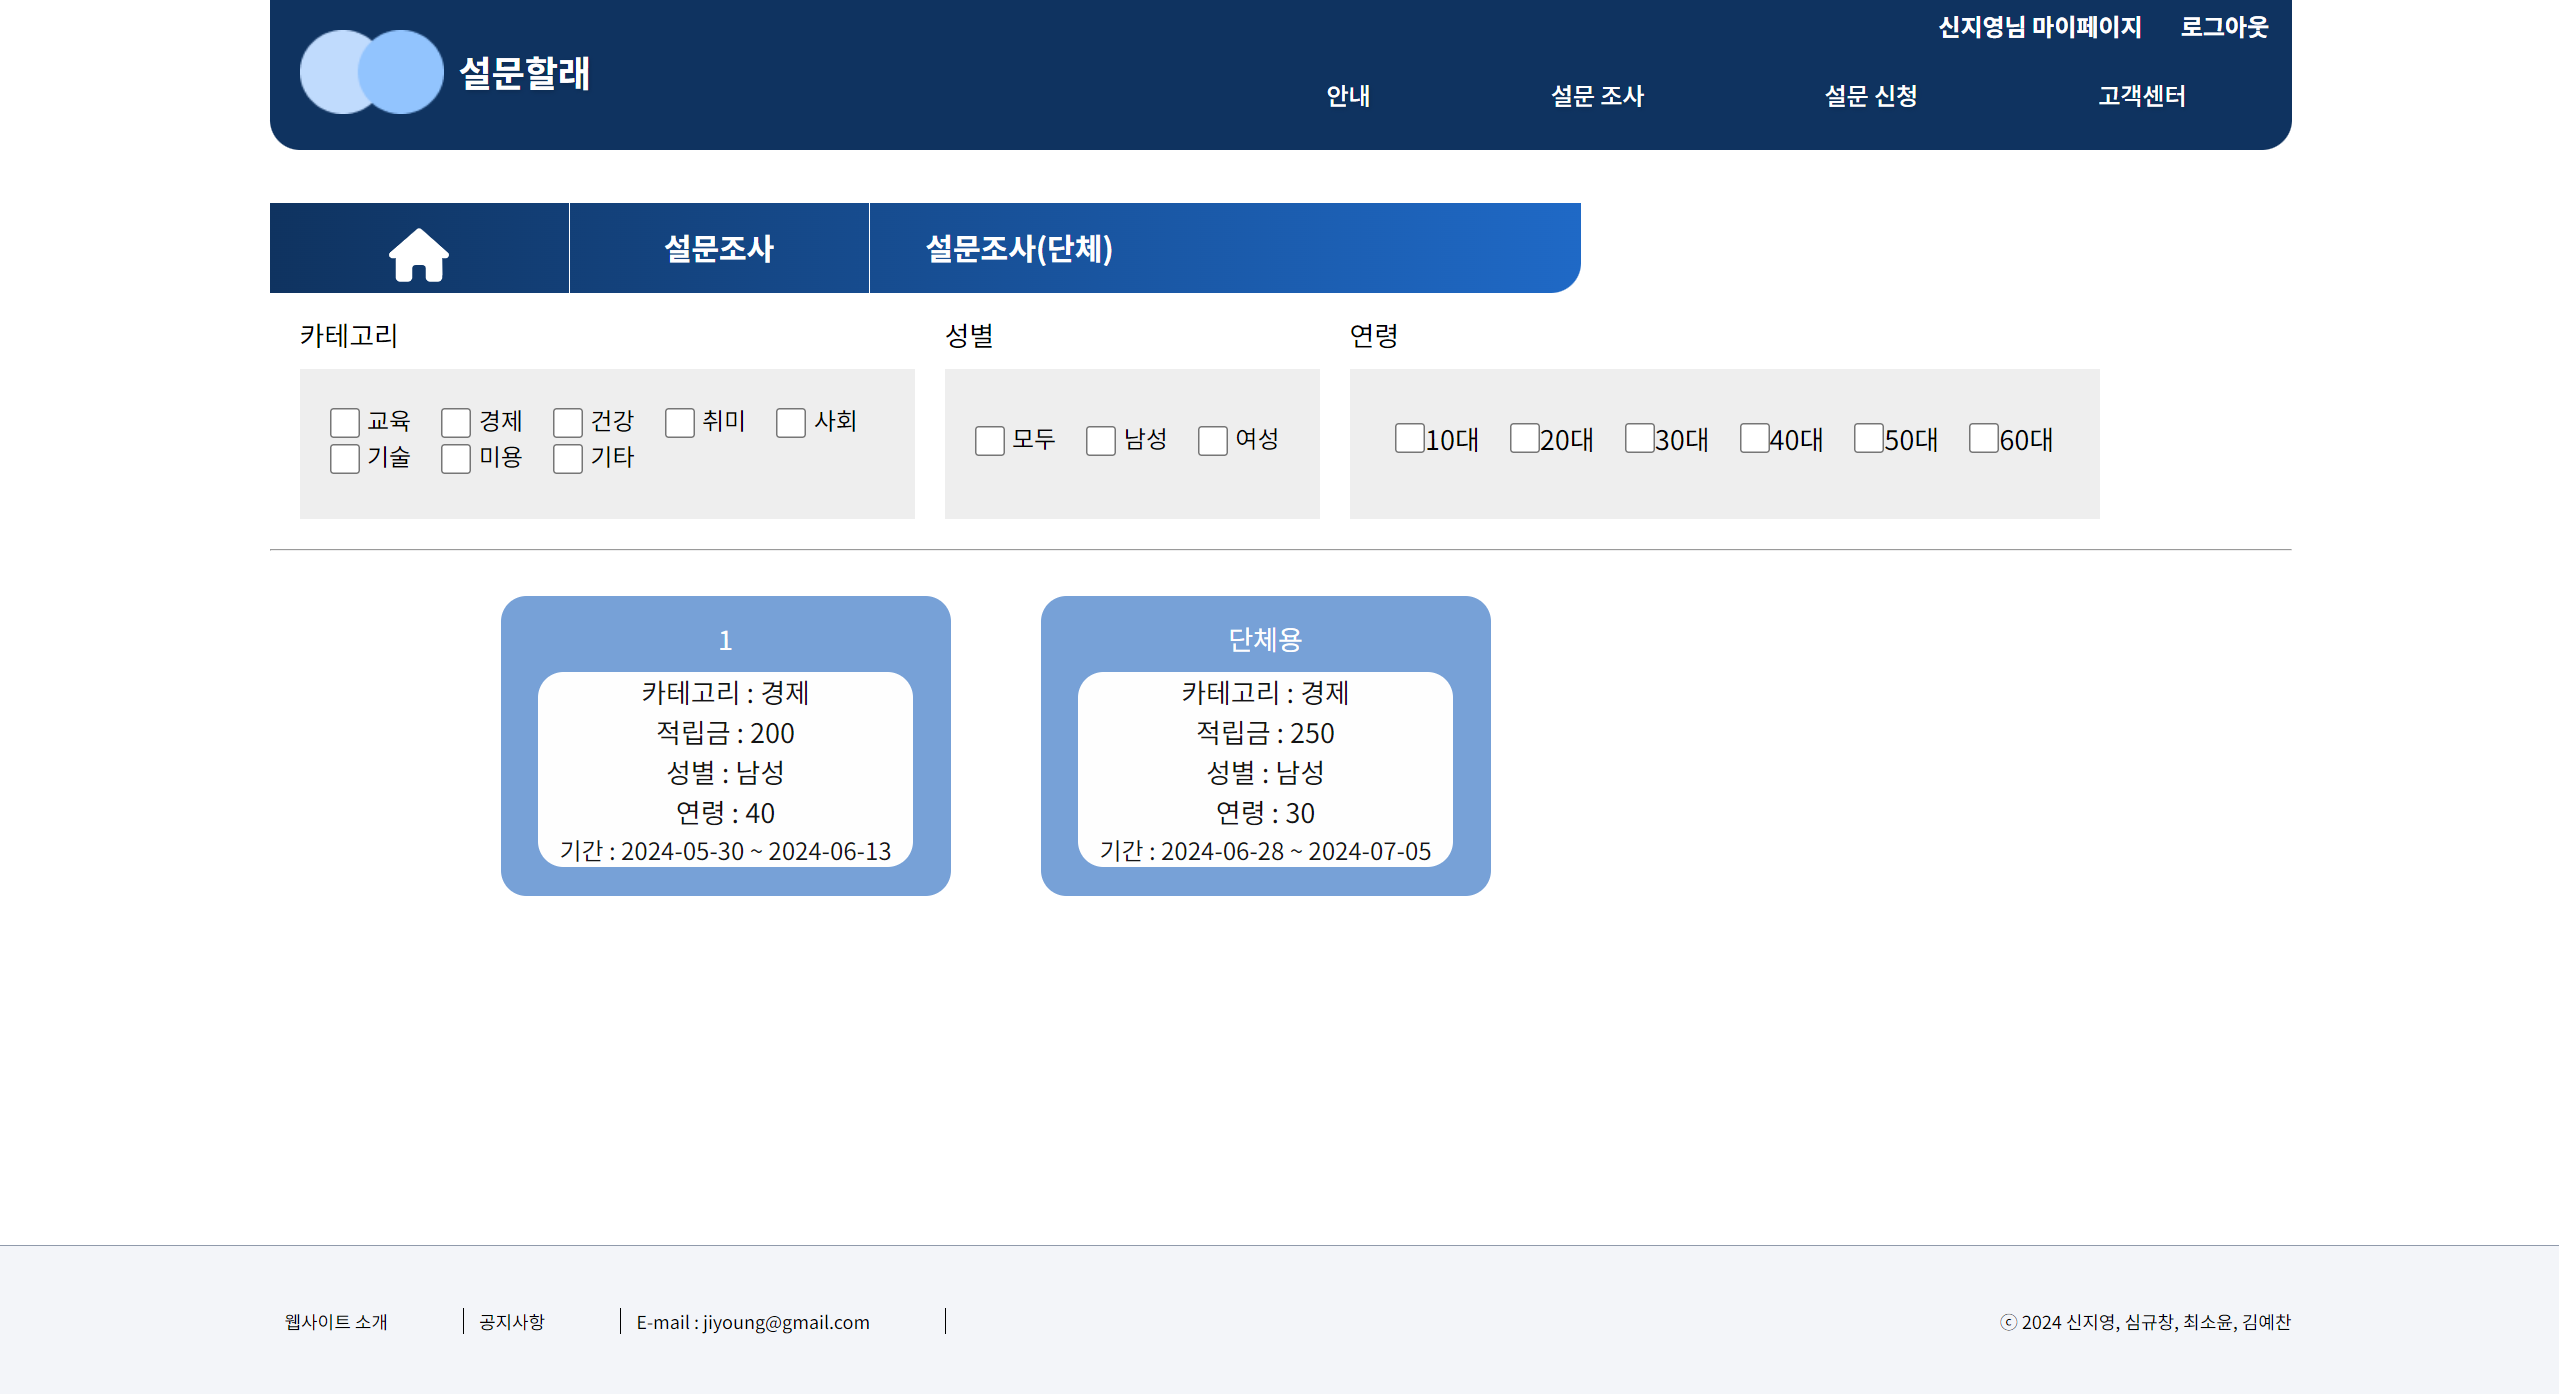 신지영님 마이페이지 로그아웃
설문할래
안내 설문 조사 설문 신청 고객센터
설문조사 설문조사(단체)
카테고리 성별 연령
교육 경제 건강 취미 사회
기술 미용 기타
모두 남성 여성
10대 20대 30대 40대 50대 60대
1
카테고리 : 경제
적립금 : 200
성별 : 남성
연령 : 40
기간 : 2024-05-30 ~ 2024-06-13
단체용
카테고리 : 경제
적립금 : 250
성별 : 남성
연령 : 30
기간 : 2024-06-28 ~ 2024-07-05
웹사이트 소개 공지사항 E-mail : jiyoung@gmail.com
ⓒ 2024 신지영, 심규창, 최소윤, 김예찬